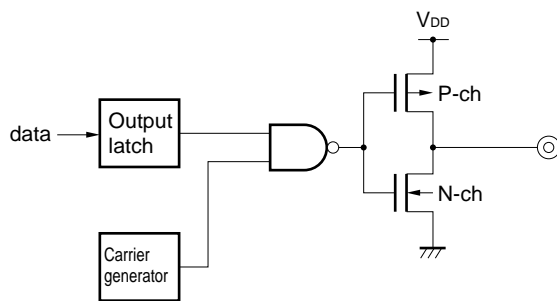 VDD
P-ch
data
Output
latch
N-ch
Carrier
generator